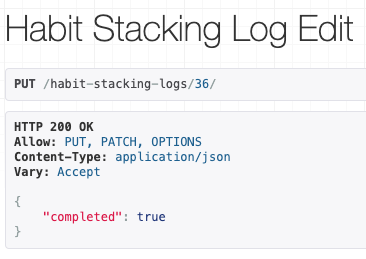 Habit Stacking Log Edit
PUT /habit-stacking-logs/36/
HTTP 200 OK
Allow: PUT, PATCH, OPTIONS
Content-Type: application/json
Vary: Accept
{
    "completed": true
}